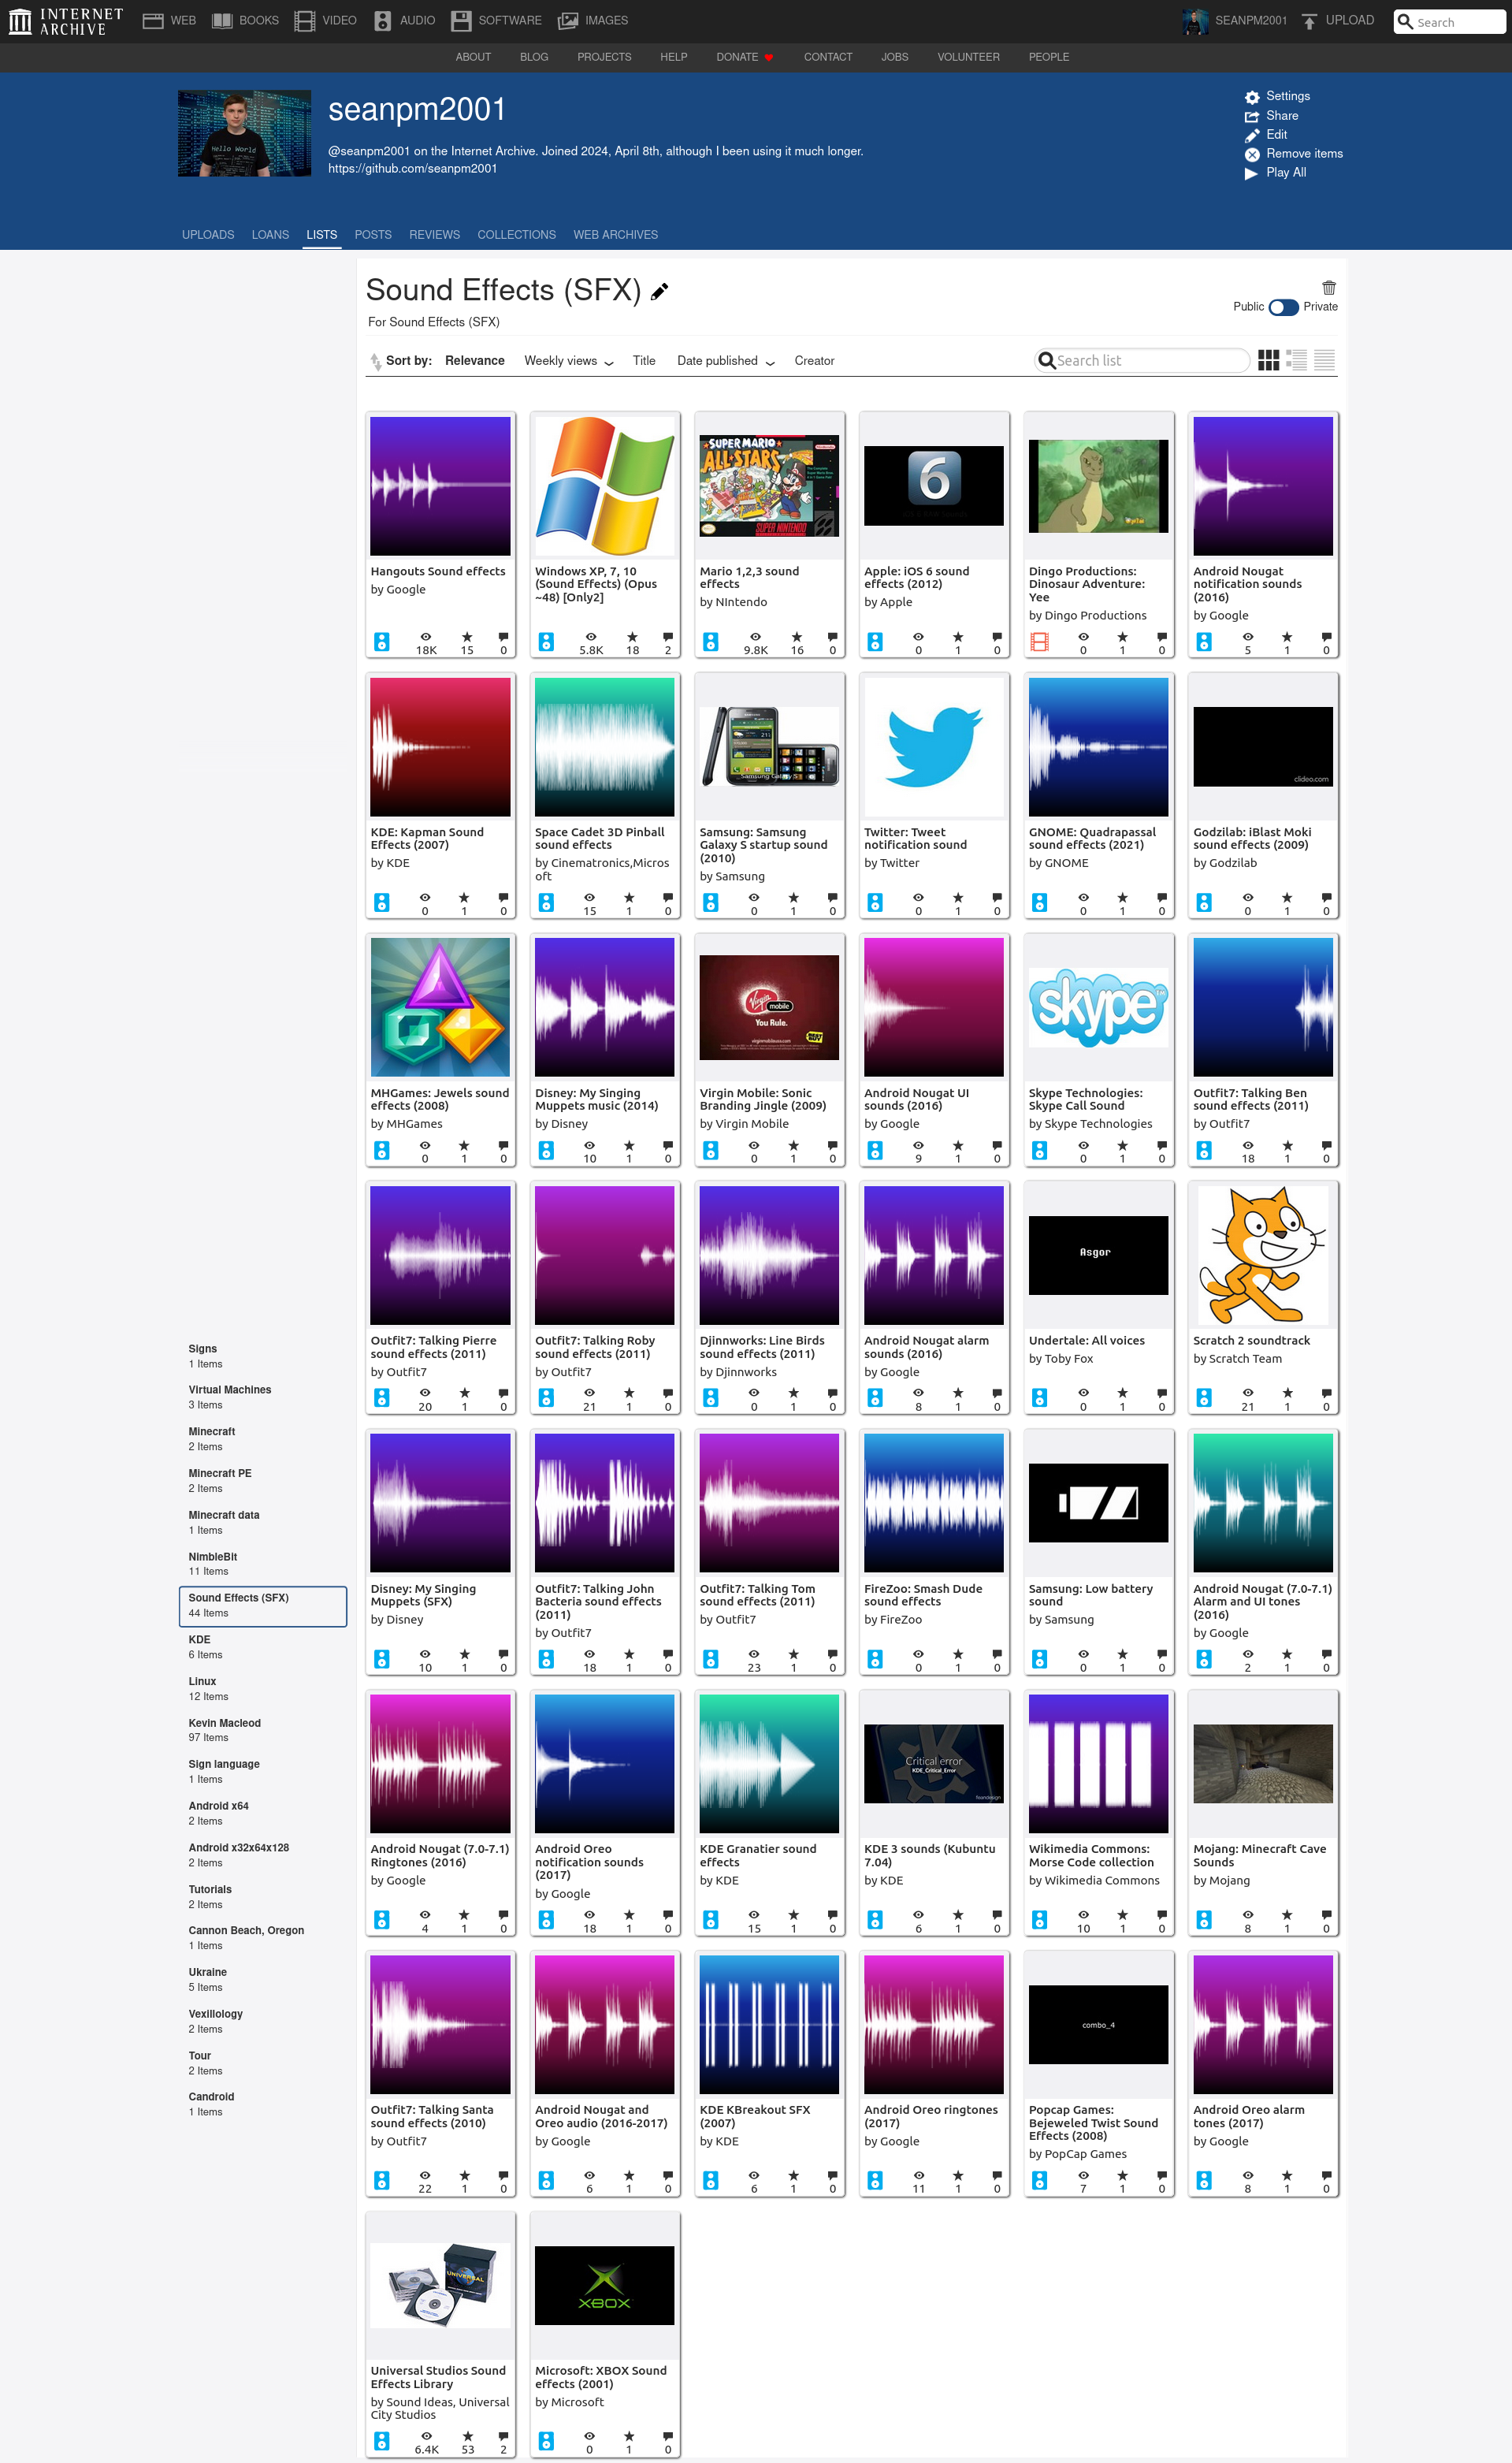 INTERNET
ARCHIVE
WEB
BOOKS
VIDEO
AUDIO
SOFTWARE
IMAGES
SEANPM2001
UPLOAD
Search
ABOUT
BLOG
PROJECTS
HELP
DONATE
CONTACT
JOBS
VOLUNTEER
PEOPLE
Hello World
seanpm2001
@seanpm2001 on the Internet Archive. Joined 2024, April 8th, although I been using it much longer.
https://github.com/seanpm2001
Settings
Share
Edit
Remove items
Play All
UPLOADS
LOANS
LISTS
POSTS
REVIEWS
COLLECTIONS
WEB ARCHIVES
Sound Effects (SFX)
For Sound Effects (SFX)
Public
Private
Sort by:
Relevance
Weekly views
Title
Date published
Creator
Search list
Hangouts Sound effects
by Google
18K 15 0
Windows XP, 7, 10
(Sound Effects) (Opus
~48) [Only2]
5.8K 18 2
SUPER MARIO
ALL-STARS
SUPER NINTENDO
Mario 1,2,3 sound
effects
by NIntendo
9.8K 16 0
6
Apple: iOS 6 sound
effects (2012)
by Apple
0 1 0
Dingo Productions:
Dinosaur Adventure:
Yee
by Dingo Productions
0 1 0
Android Nougat
notification sounds
(2016)
by Google
5 1 0
KDE: Kapman Sound
Effects (2007)
by KDE
0 1 0
Space Cadet 3D Pinball
sound effects
by Cinematronics,Micros
oft
15 1 0
Samsung Galaxy S
Samsung: Samsung
Galaxy S startup sound
(2010)
by Samsung
0 1 0
Twitter: Tweet
notification sound
by Twitter
0 1 0
GNOME: Quadrapassal
sound effects (2021)
by GNOME
0 1 0
clideo.com
Godzilab: iBlast Moki
sound effects (2009)
by Godzilab
0 1 0
MHGames: Jewels sound
effects (2008)
by MHGames
0 1 0
Disney: My Singing
Muppets music (2014)
by Disney
10 1 0
Virgin
mobile
You Rule.
virginmobileusa.com
Virgin Mobile: Sonic
Branding Jingle (2009)
by Virgin Mobile
0 1 0
Android Nougat UI
sounds (2016)
by Google
9 1 0
skype
TM
Skype Technologies:
Skype Call Sound
by Skype Technologies
0 1 0
Outfit7: Talking Ben
sound effects (2011)
by Outfit7
18 1 0
Outfit7: Talking Pierre
sound effects (2011)
by Outfit7
20 1 0
Outfit7: Talking Roby
sound effects (2011)
by Outfit7
21 1 0
Djinnworks: Line Birds
sound effects (2011)
by Djinnworks
0 1 0
Android Nougat alarm
sounds (2016)
by Google
8 1 0
Asgor
Undertale: All voices
by Toby Fox
0 1 0
Scratch 2 soundtrack
by Scratch Team
21 1 0
Disney: My Singing
Muppets (SFX)
by Disney
10 1 0
Outfit7: Talking John
Bacteria sound effects
(2011)
by Outfit7
18 1 0
Outfit7: Talking Tom
sound effects (2011)
by Outfit7
23 1 0
FireZoo: Smash Dude
sound effects
by FireZoo
0 1 0
Samsung: Low battery
sound
by Samsung
0 1 0
Android Nougat (7.0-7.1)
Alarm and UI tones
(2016)
by Google
2 1 0
Android Nougat (7.0-7.1)
Ringtones (2016)
by Google
4 1 0
Android Oreo
notification sounds
(2017)
by Google
18 1 0
KDE Granatier sound
effects
by KDE
15 1 0
Critical error
KDE_Critical_Error
KDE 3 sounds (Kubuntu
7.04)
by KDE
6 1 0
Wikimedia Commons:
Morse Code collection
by Wikimedia Commons
10 1 0
Mojang: Minecraft Cave
Sounds
by Mojang
8 1 0
Outfit7: Talking Santa
sound effects (2010)
by Outfit7
22 1 0
Android Nougat and
Oreo audio (2016-2017)
by Google
6 1 0
KDE KBreakout SFX
(2007)
by KDE
6 1 0
Android Oreo ringtones
(2017)
by Google
11 1 0
combo_4
Popcap Games:
Bejeweled Twist Sound
Effects (2008)
by PopCap Games
7 1 0
Android Oreo alarm
tones (2017)
by Google
8 1 0
UNIVERSAL
Universal Studios Sound
Effects Library
by Sound Ideas, Universal
City Studios
6.4K 53 2
XBOX
Microsoft: XBOX Sound
effects (2001)
by Microsoft
0 1 0
Signs
1 Items
Virtual Machines
3 Items
Minecraft
2 Items
Minecraft PE
2 Items
Minecraft data
1 Items
NimbleBit
11 Items
Sound Effects (SFX)
44 Items
KDE
6 Items
Linux
12 Items
Kevin Macleod
97 Items
Sign language
1 Items
Android x64
2 Items
Android x32x64x128
2 Items
Tutorials
2 Items
Cannon Beach, Oregon
1 Items
Ukraine
5 Items
Vexillology
2 Items
Tour
2 Items
Candroid
1 Items